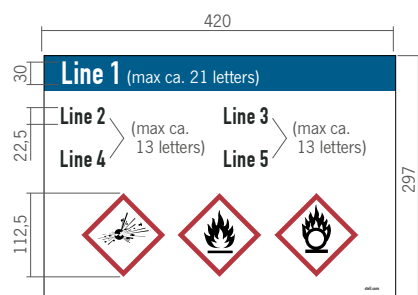 420
30
Line 1 (max ca. 21 letters)
22,5
Line 2
Line 4
(max ca.
13 letters)
Line 3
Line 5
(max ca.
13 letters)
297
112,5